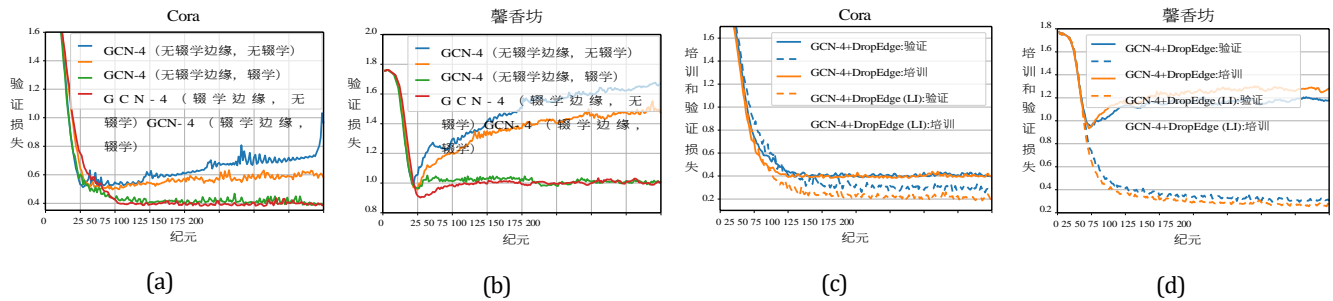 Cora
验证损失
1.6
1.4
1.2
1.0
0.8
0.6
0.4
GCN-4（无辍学边缘，无辍学）
GCN-4（无辍学边缘，辍学）
GCN-4（辍学边缘，无
辍学）GCN-4（辍学边缘，
辍学）
0 25 50 75 100 125 150 175 200
纪元
(a)
馨香坊
验证损失
2.0
1.8
1.6
1.4
1.2
1.0
0.8
GCN-4（无辍学边缘，无辍学）
GCN-4（无辍学边缘，辍学）
GCN-4（辍学边缘，无
辍学）GCN-4（辍学边缘，
辍学）
0 25 50 75 100 125 150 175 200
纪元
(b)
Cora
培训和验证损失
1.6
1.4
1.2
1.0
0.8
0.6
0.4
0.2
GCN-4+DropEdge:验证
GCN-4+DropEdge:培训
GCN-4+DropEdge (LI):验证
GCN-4+DropEdge (LI):培训
0 25 50 75 100 125 150 175 200
纪元
(c)
馨香坊
培训和验证损失
1.8
1.6
1.4
1.2
1.0
0.8
0.6
0.4
0.2
GCN-4+DropEdge:验证
GCN-4+DropEdge:培训
GCN-4+DropEdge (LI):验证
GCN-4+DropEdge (LI):培训
0 25 50 75 100 125 150 175 200
纪元
(d)